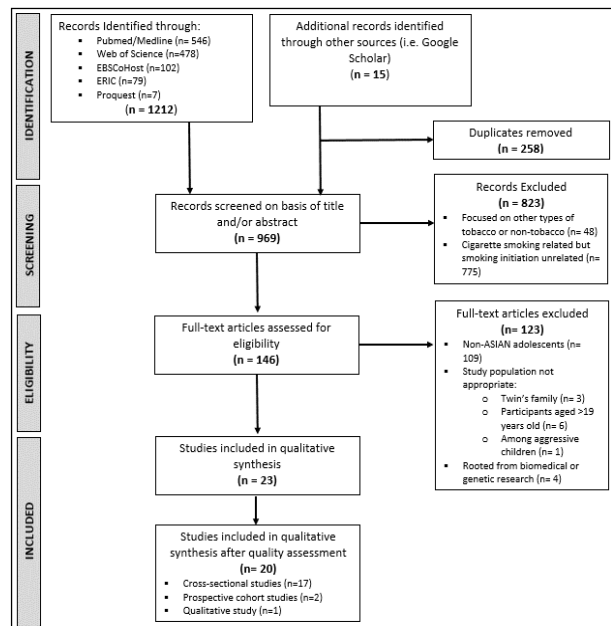 IDENTIFICATION
Records Identified through:
▪ Pubmed/Medline (n= 546)
▪ Web of Science (n=478)
▪ EBSCoHost (n=102)
▪ ERIC (n=79)
▪ Proquest (n=7)
(n = 1212)
Additional records identified
through other sources (i.e. Google
Scholar)
(n = 15)
Duplicates removed
(n = 258)
SCREENING
Records screened on basis of title
and/or abstract
(n = 969)
Records Excluded
(n = 823)
▪ Focused on other types of
tobacco or non-tobacco (n= 48)
▪ Cigarette smoking related but
smoking initiation unrelated (n=
775)
ELIGIBILITY
Full-text articles assessed for
eligibility
(n = 146)
Full-text articles excluded
(n= 123)
▪ Non-ASIAN adolescents (n=
109)
▪ Study population not
appropriate:
o Twin's family (n= 3)
o Participants aged >19
years old (n= 6)
o Among aggressive
children (n= 1)
▪ Rooted from biomedical or
genetic research (n= 4)
INCLUDED
Studies included in qualitative
synthesis
(n = 23)
Studies included in qualitative
synthesis after quality assessment
(n= 20)
▪ Cross-sectional studies (n=17)
▪ Prospective cohort studies (n=2)
▪ Qualitative study (n=1)